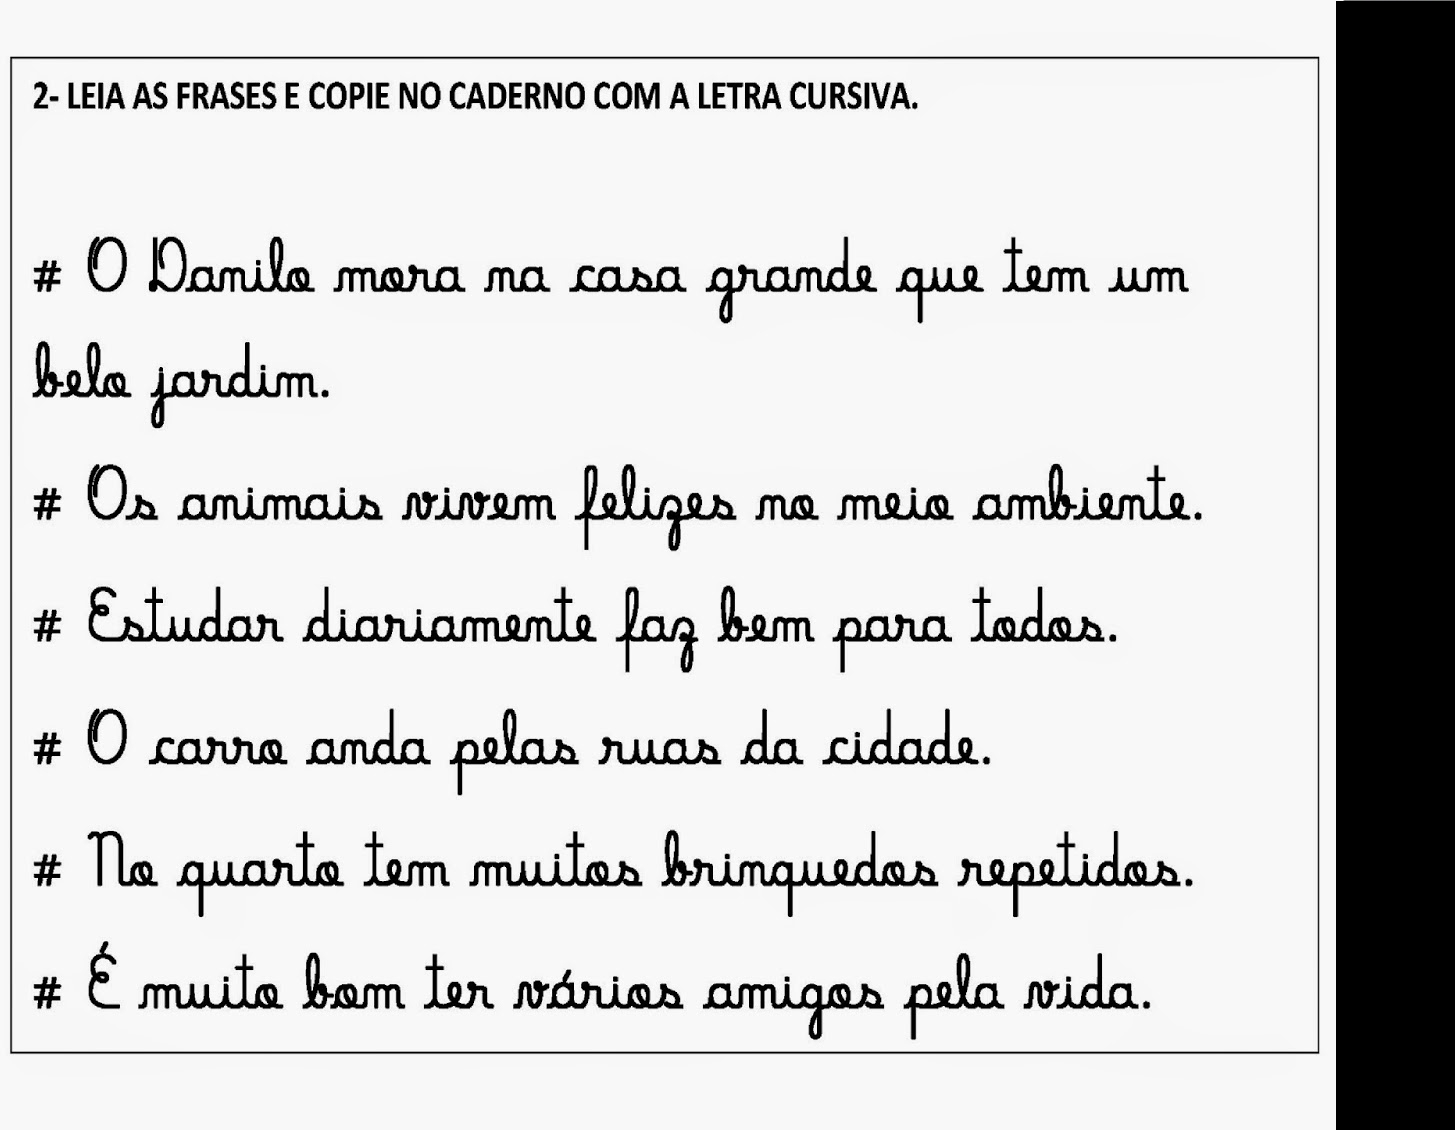 2- LEIA AS FRASES E COPIE NO CADERNO COM A LETRA CURSIVA.
# O Danilo mora na casa grande que tem um
belo jardim.
# Os animais vivem felizes no meio ambiente.
# Estudar diariamente faz bem para todos.
# O carro anda pelas ruas da cidade.
# No quarto tem muitos brinquedos repetidos.
# É muito bom ter vários amigos pela vida.